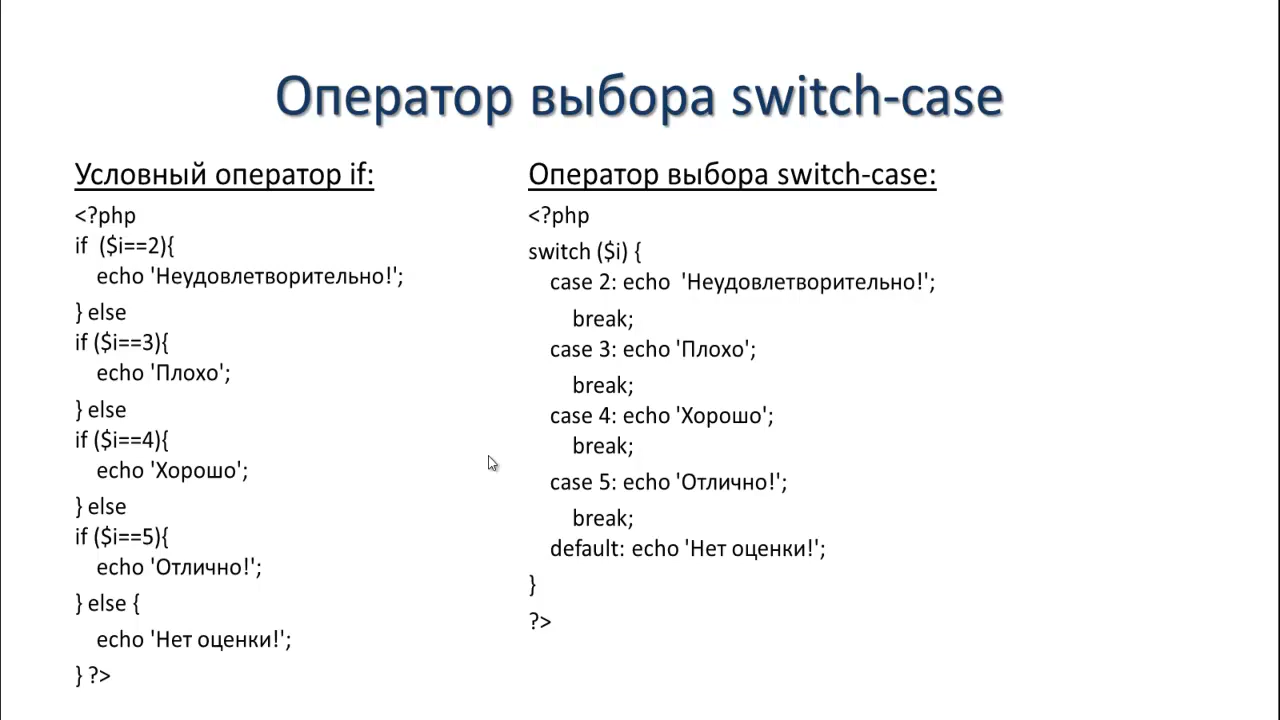 Оператор выбора switch-case
Условный оператор if:
<?php
if  ($i==2){
echo 'Неудовлетворительно!';
} else
if ($i==3){
echo 'Плохо';
} else
if ($i==4){
echo 'Хорошо';
} else
if ($i==5){
echo 'Отлично!';
} else {
echo 'Нет оценки!';
} ?>
Оператор выбора switch-case:
<?php
switch ($i) {
case 2: echo  'Неудовлетворительно!';
break;
case 3: echo 'Плохо';
break;
case 4: echo 'Хорошо';
break;
case 5: echo 'Отлично!';
break;
default: echo 'Нет оценки!';
}
?>